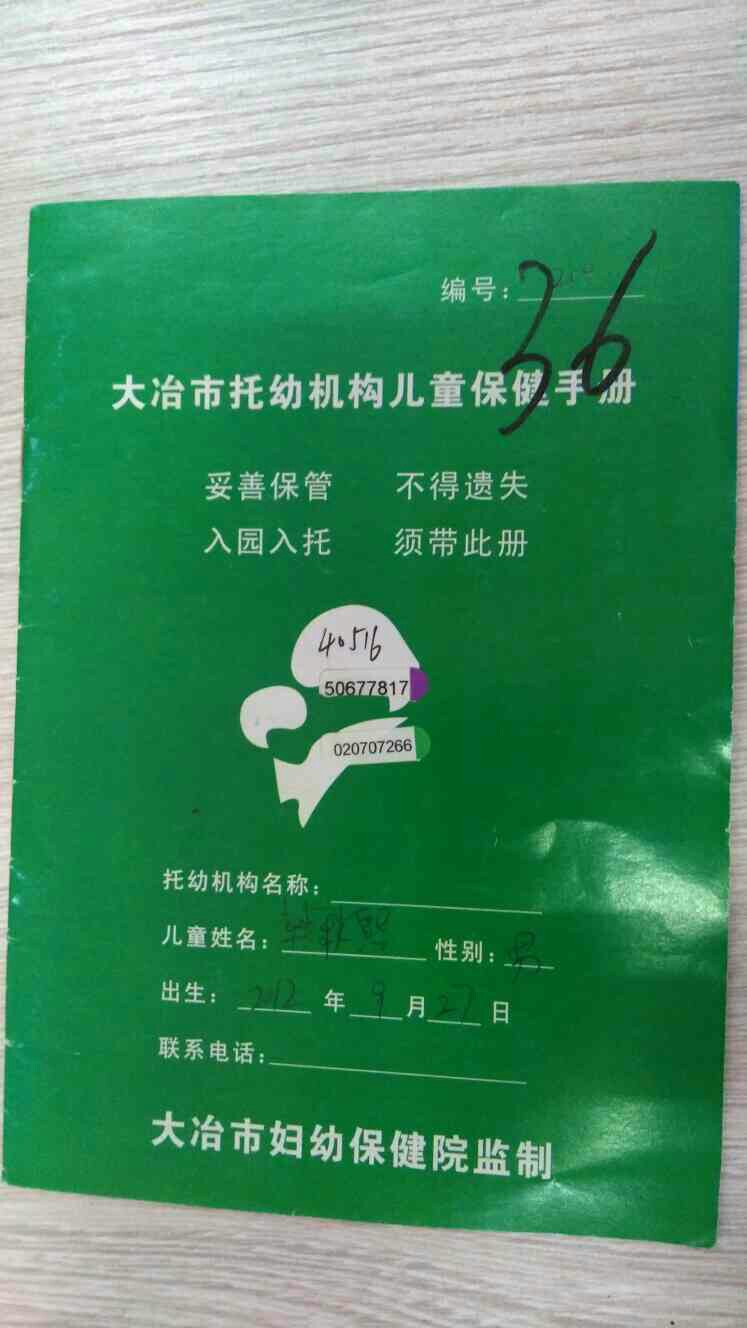 编号：
36
大冶市托幼机构儿童保健手册
妥善保管 不得遗失
入园入托 须带此册
40516
50677817
020707266
托幼机构名称：
儿童姓名： 熙 性别： 男
出生： 2012 年 9 月 27 日
联系电话：
大冶市妇幼保健院监制